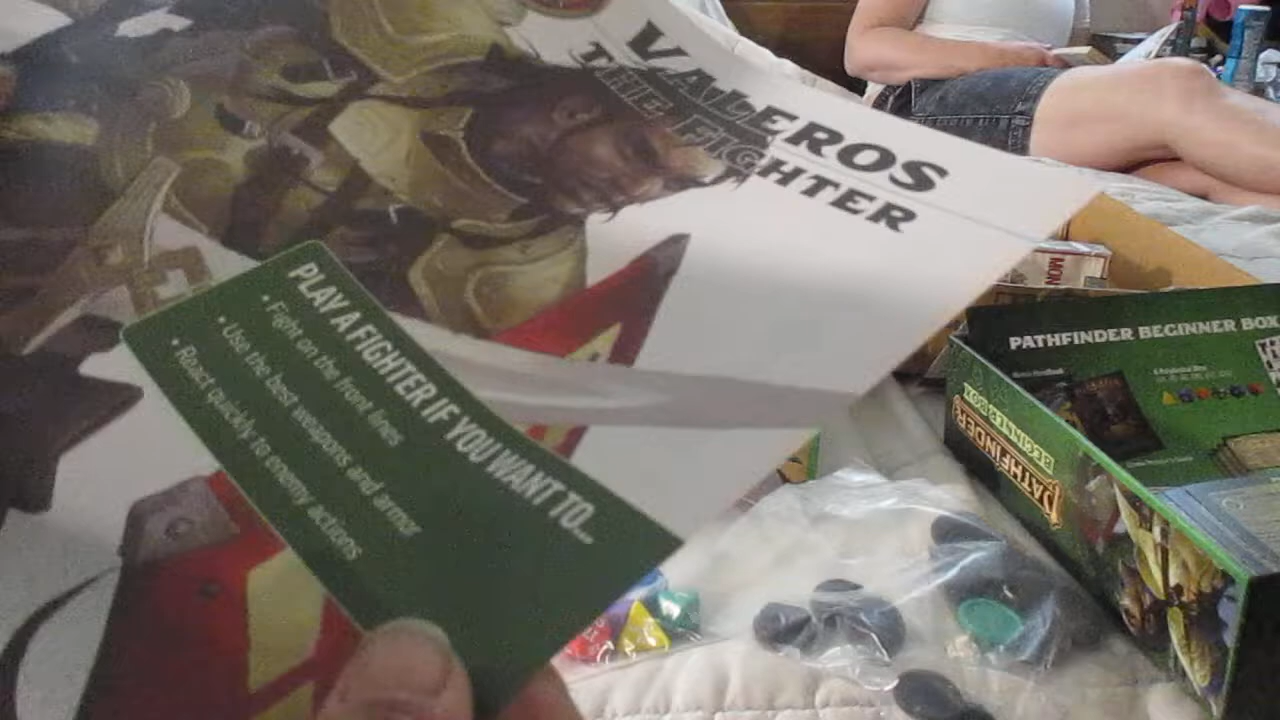 VALEROS
THE FIGHTER
PLAY A FIGHTER IF YOU WANT TO...
• Fight on the front lines
• Use the best weapons and armor
• React quickly to enemy actions
MON
PATHFINDER BEGINNER BOX
PATHFINDER
BEGINNER BOX